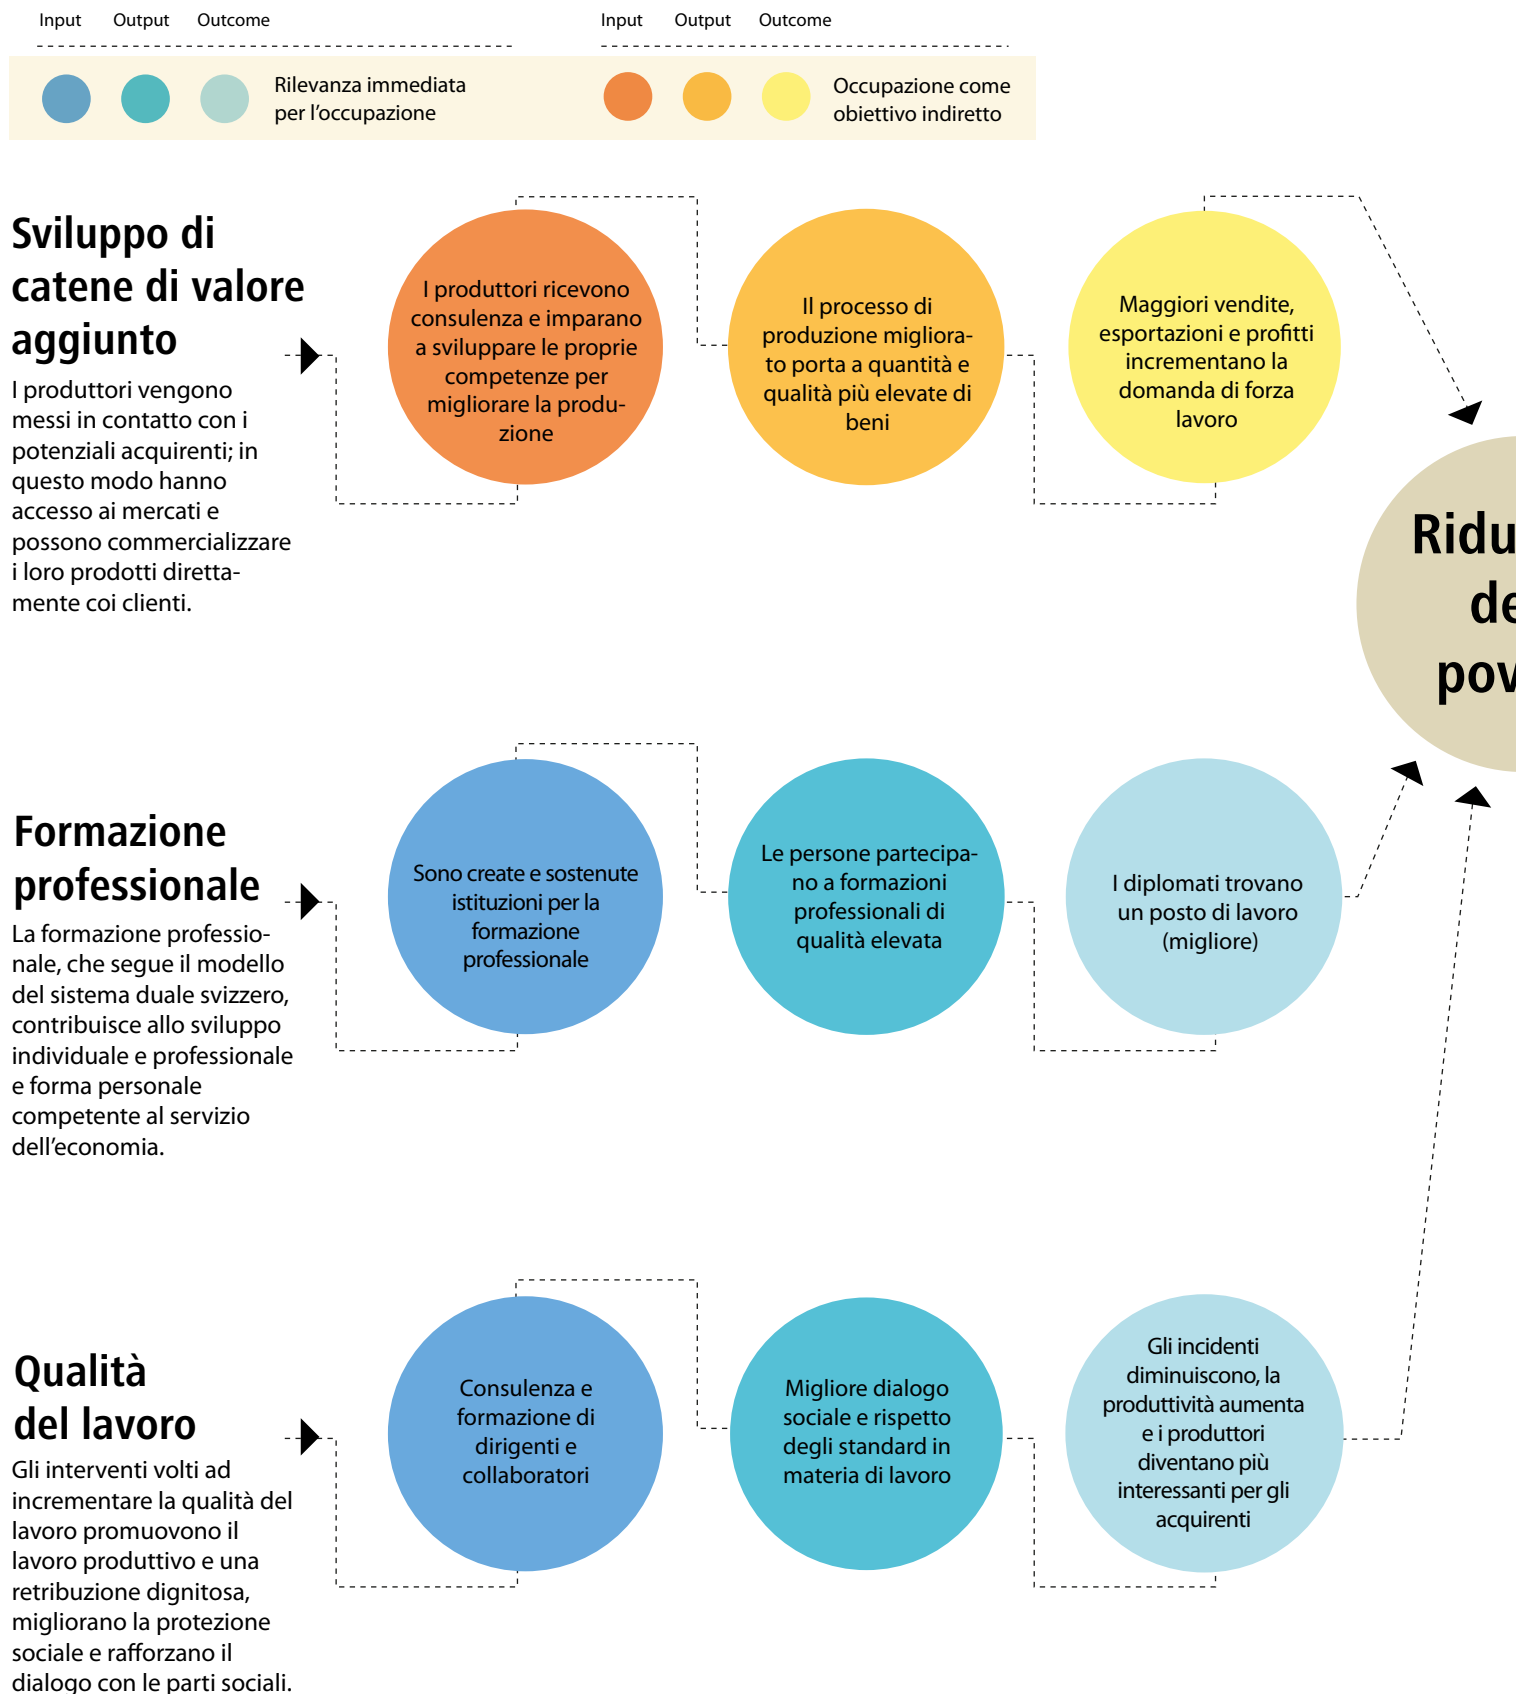 Input Output Outcome
Input Output Outcome
Rilevanza immediata
per l'occupazione
Occupazione come
obiettivo indiretto
Sviluppo di
catene di valore
aggiunto
I produttori vengono
messi in contatto con i
potenziali acquirenti; in
questo modo hanno
accesso ai mercati e
possono commercializzare
i loro prodotti diretta-
mente coi clienti.
I produttori ricevono
consulenza e imparano
a sviluppare le proprie
competenze per
migliorare la produ-
zione
Il processo di
produzione migliora-
to porta a quantità e
qualità più elevate di
beni
Maggiori vendite,
esportazioni e profitti
incrementano la
domanda di forza
lavoro
Formazione
professionale
La formazione professio-
nale, che segue il modello
del sistema duale svizzero,
contribuisce allo sviluppo
individuale e professionale
e forma personale
competente al servizio
dell'economia.
Sono create e sostenute
istituzioni per la
formazione
professionale
Le persone partecipa-
no a formazioni
professionali di
qualità elevata
I diplomati trovano
un posto di lavoro
(migliore)
Qualità
del lavoro
Gli interventi volti ad
incrementare la qualità del
lavoro promuovono il
lavoro produttivo e una
retribuzione dignitosa,
migliorano la protezione
sociale e rafforzano il
dialogo con le parti sociali.
Consulenza e
formazione di
dirigenti e
collaboratori
Migliore dialogo
sociale e rispetto
degli standard in
materia di lavoro
Gli incidenti
diminuiscono, la
produttività aumenta
e i produttori
diventano più
interessanti per gli
acquirenti